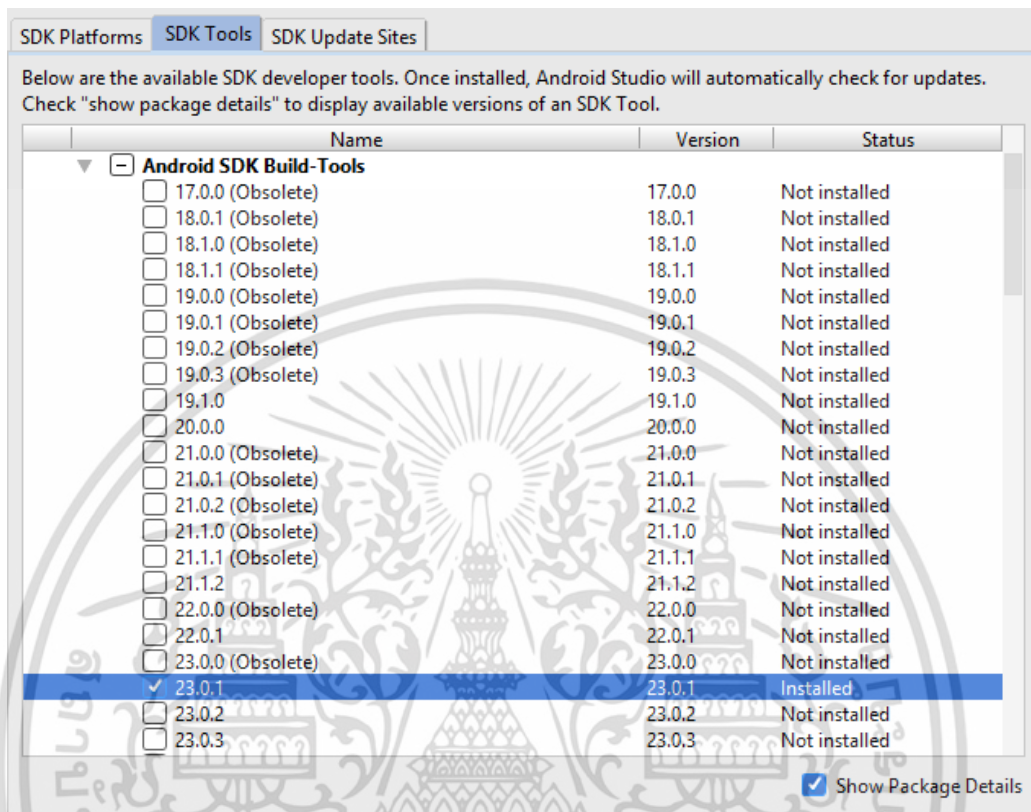 SDK Platforms SDK Tools SDK Update Sites
Below are the available SDK developer tools. Once installed, Android Studio will automatically check for updates.
Check "show package details" to display available versions of an SDK Tool.
Name Version Status
Android SDK Build-Tools
17.0.0 (Obsolete) 17.0.0 Not installed
18.0.1 (Obsolete) 18.0.1 Not installed
18.1.0 (Obsolete) 18.1.0 Not installed
18.1.1 (Obsolete) 18.1.1 Not installed
19.0.0 (Obsolete) 19.0.0 Not installed
19.0.1 (Obsolete) 19.0.1 Not installed
19.0.2 (Obsolete) 19.0.2 Not installed
19.0.3 (Obsolete) 19.0.3 Not installed
19.1.0 19.1.0 Not installed
20.0.0 20.0.0 Not installed
21.0.0 (Obsolete) 21.0.0 Not installed
21.0.1 (Obsolete) 21.0.1 Not installed
21.0.2 (Obsolete) 21.0.2 Not installed
21.1.0 (Obsolete) 21.1.0 Not installed
21.1.1 (Obsolete) 21.1.1 Not installed
21.1.2 21.1.2 Not installed
22.0.0 (Obsolete) 22.0.0 Not installed
22.0.1 22.0.1 Not installed
23.0.0 (Obsolete) 23.0.0 Not installed
23.0.1 23.0.1 Installed
23.0.2 23.0.2 Not installed
23.0.3 23.0.3 Not installed
Show Package Details